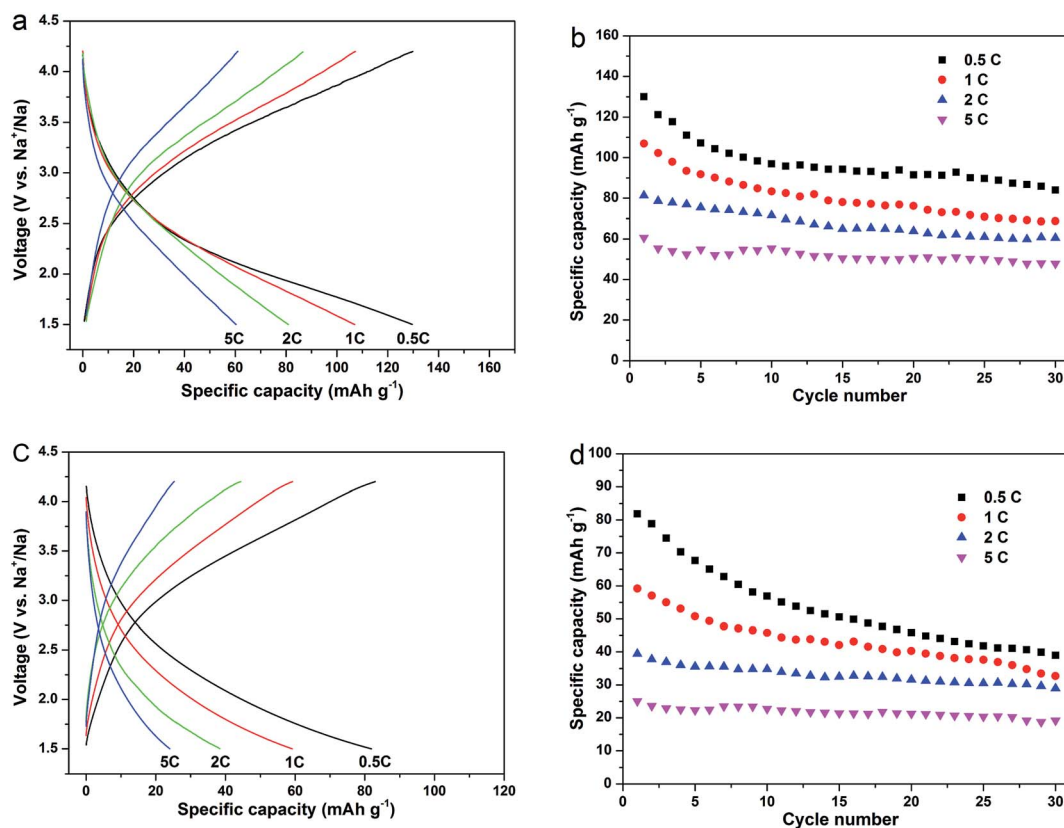 a
4.5
4.0
3.5
3.0
2.5
2.0
1.5
Voltage (V vs. Na⁺/Na)
5C 2C 1C 0.5C
0 20 40 60 80 100 120 140 160
Specific capacity (mAh g⁻¹)
b
160
140
120
100
80
60
40
20
0
Specific capacity (mAh g⁻¹)
0.5 C
1 C
2 C
5 C
0 5 10 15 20 25 30
Cycle number
C
4.5
4.0
3.5
3.0
2.5
2.0
1.5
Voltage (V vs. Na⁺/Na)
5C 2C 1C 0.5C
0 20 40 60 80 100 120
Specific capacity (mAh g⁻¹)
d
100
90
80
70
60
50
40
30
20
10
0
Specific capacity (mAh g⁻¹)
0.5 C
1 C
2 C
5 C
0 5 10 15 20 25 30
Cycle number